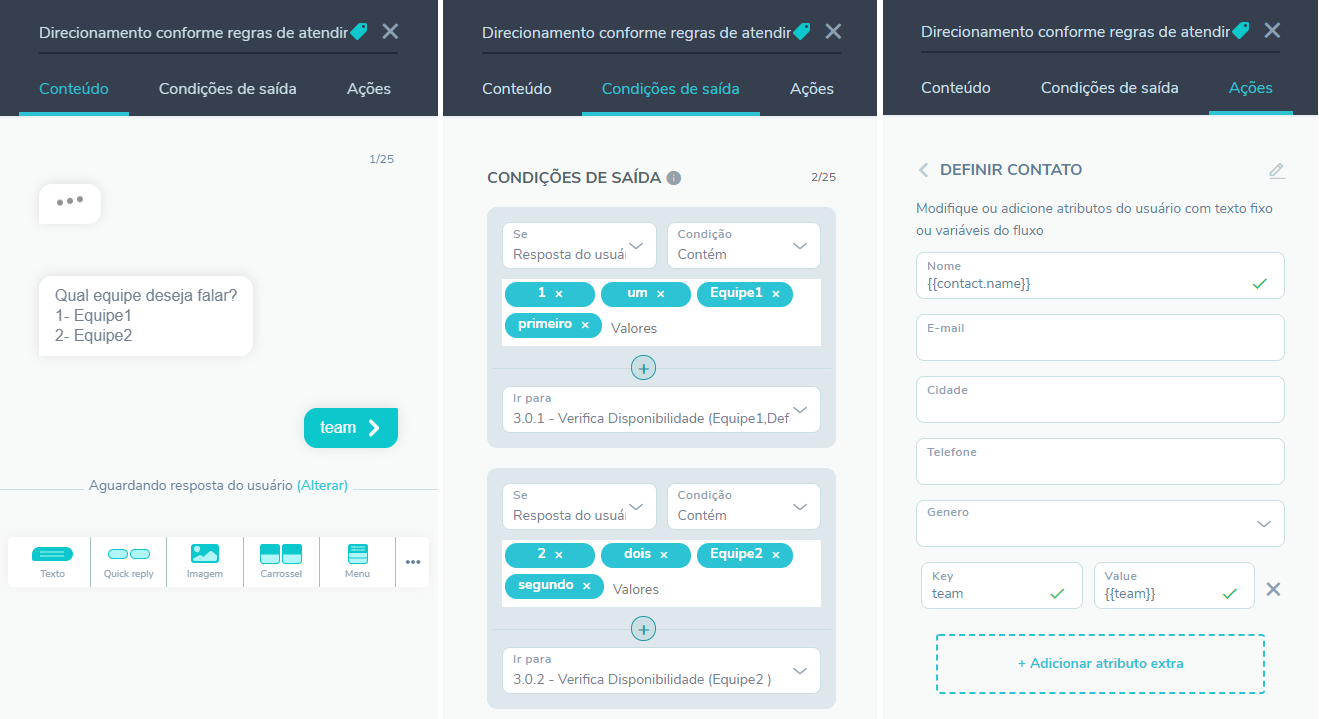 Direcionamento conforme regras de atendir
Conteúdo Condições de saída Ações
1/25
Qual equipe deseja falar?
1- Equipe1
2- Equipe2
team
Aguardando resposta do usuário (Alterar)
Texto Quick reply Imagem Carrossel Menu
Direcionamento conforme regras de atendir
Conteúdo Condições de saída Ações
CONDIÇÕES DE SAÍDA 2/25
Se Condição
Resposta do usuá Contém
1 × um × Equipe1 ×
primeiro × Valores
+
Ir para
3.0.1 - Verifica Disponibilidade (Equipe1,Def
Se Condição
Resposta do usuá Contém
2 × dois × Equipe2 ×
segundo × Valores
+
Ir para
3.0.2 - Verifica Disponibilidade (Equipe2 )
Direcionamento conforme regras de atendir
Conteúdo Condições de saída Ações
DEFINIR CONTATO
Modifique ou adicione atributos do usuário com texto fixo
ou variáveis do fluxo
Nome
{{contact.name}}
E-mail
Cidade
Telefone
Genero
Key Value
team {{team}}
+ Adicionar atributo extra